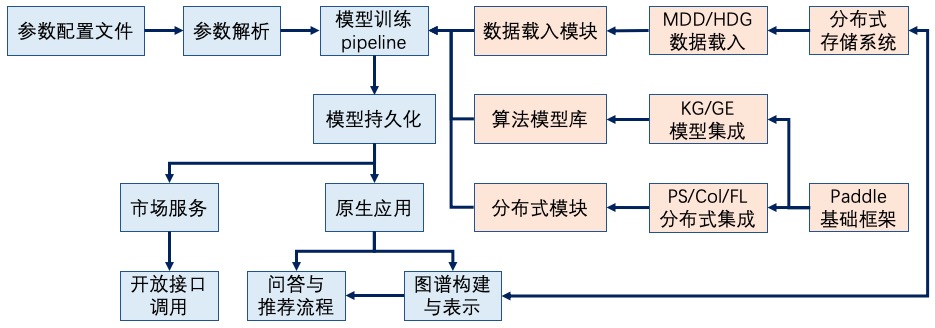 参数配置文件
参数解析
模型训练
pipeline
数据载入模块
MDD/HDG
数据载入
分布式
存储系统
模型持久化
算法模型库
KG/GE
模型集成
市场服务
原生应用
分布式模块
PS/Col/FL
分布式集成
Paddle
基础框架
开放接口
调用
问答与
推荐流程
图谱构建
与表示